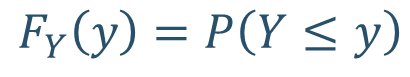 F_Y(y) = P(Y ≤ y)